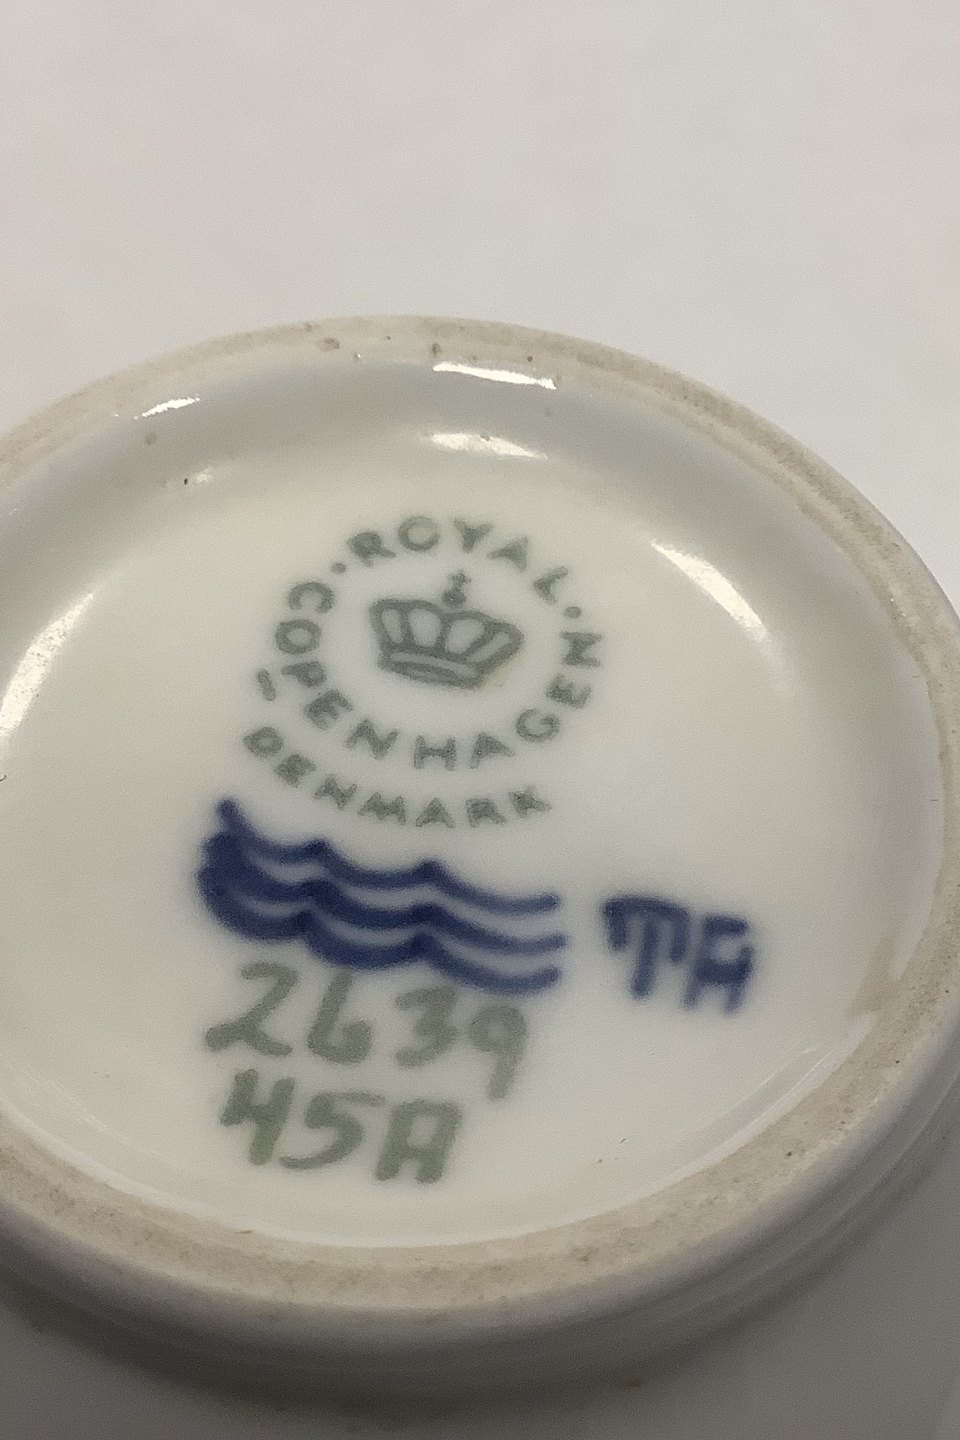 ROYAL · COPENHAGEN ·
DENMARK
TA
2639
45A